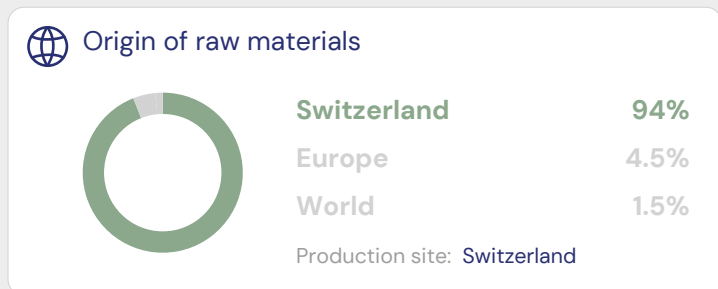 Origin of raw materials
Switzerland 94%
Europe 4.5%
World 1.5%
Production site: Switzerland